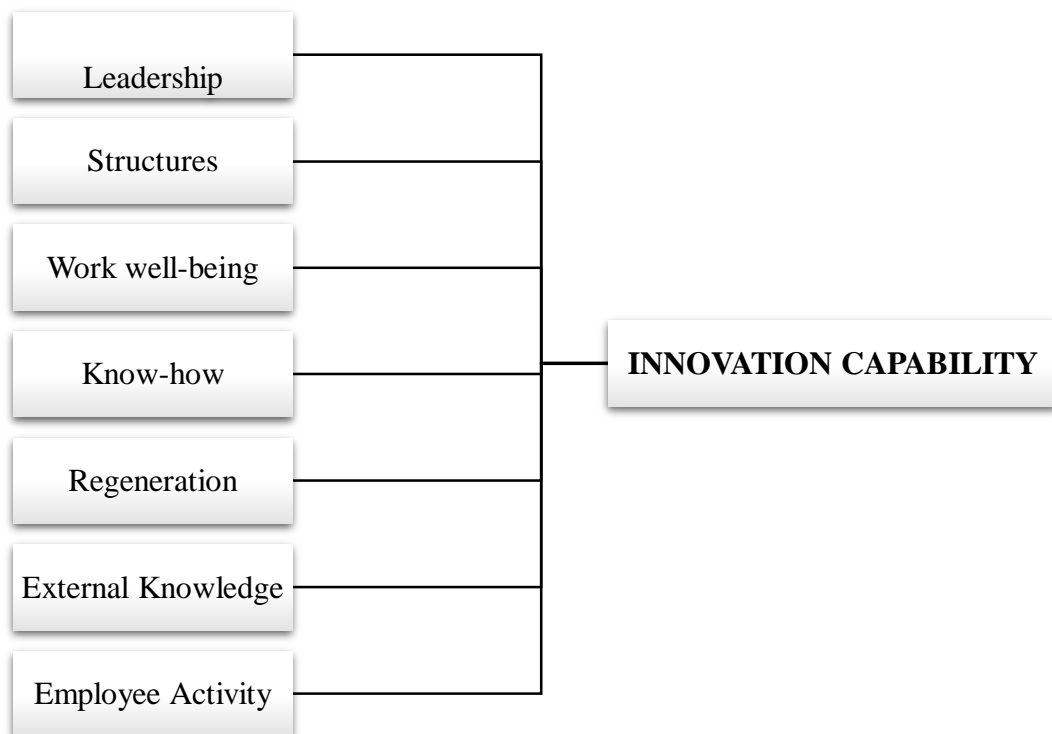 Leadership
Structures
Work well-being
Know-how
Regeneration
External Knowledge
Employee Activity
INNOVATION CAPABILITY